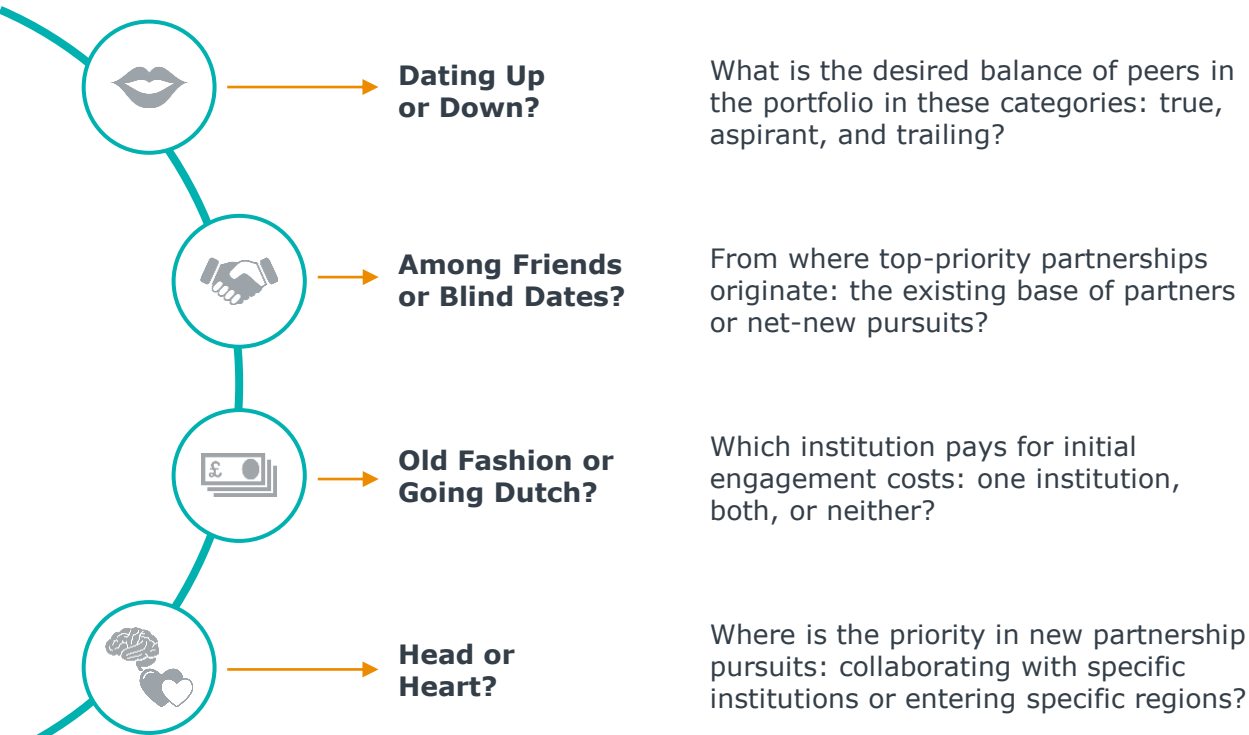 Dating Up
or Down?
What is the desired balance of peers in
the portfolio in these categories: true,
aspirant, and trailing?
Among Friends
or Blind Dates?
From where top-priority partnerships
originate: the existing base of partners
or net-new pursuits?
£
Old Fashion or
Going Dutch?
Which institution pays for initial
engagement costs: one institution,
both, or neither?
Head or
Heart?
Where is the priority in new partnership
pursuits: collaborating with specific
institutions or entering specific regions?